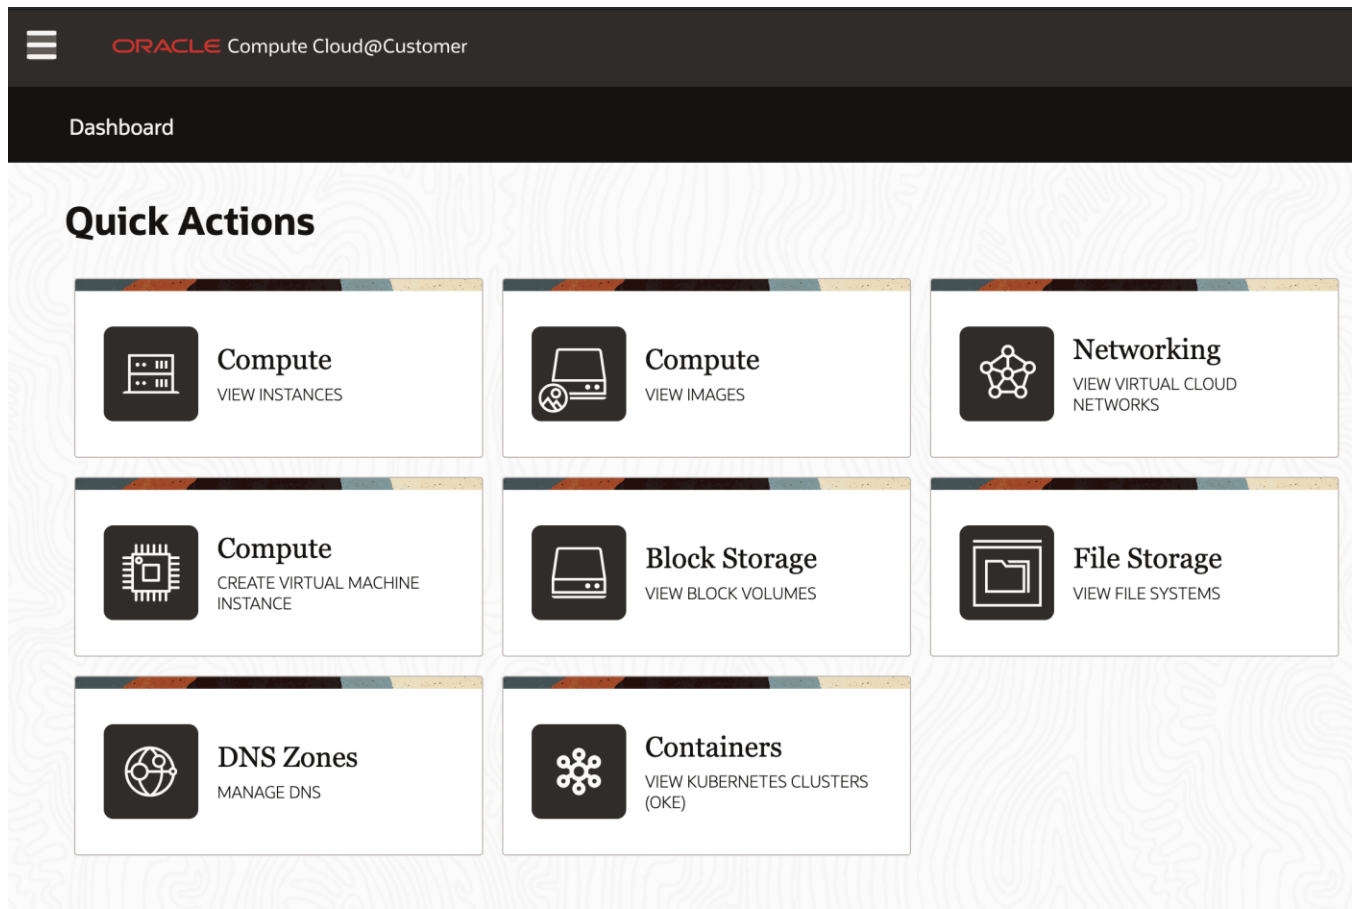 ORACLE Compute Cloud@Customer
Dashboard
Quick Actions
Compute
VIEW INSTANCES
Compute
VIEW IMAGES
Networking
VIEW VIRTUAL CLOUD
NETWORKS
Compute
CREATE VIRTUAL MACHINE
INSTANCE
Block Storage
VIEW BLOCK VOLUMES
File Storage
VIEW FILE SYSTEMS
DNS Zones
MANAGE DNS
Containers
VIEW KUBERNETES CLUSTERS
(OKE)